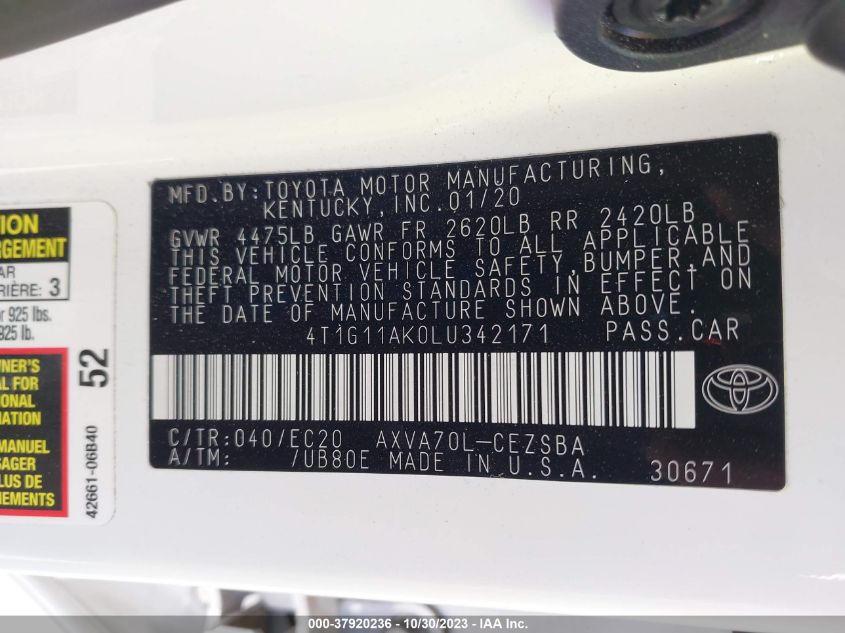 MFD.BY:TOYOTA MOTOR MANUFACTURING,
KENTUCKY,INC.01/20
GVWR 4475LB GAWR FR 2620LB RR 2420LB
THIS VEHICLE CONFORMS TO ALL APPLICABLE
FEDERAL MOTOR VEHICLE SAFETY,BUMPER,AND
THEFT PREVENTION STANDARDS IN EFFECT ON
THE DATE OF MANUFACTURE SHOWN ABOVE.
4T1G11AK0LU342171 PASS.CAR
C/TR:040/EC20 AXVA70L-CEZSBA
A/TM: /UB80E MADE IN U.S.A. 30671
TION
RGEMENT
AR
RIÈRE: 3
r 925 lbs.
925 lb.
WNER'S
AL FOR
IONAL
MATION
MANUEL
SAGER
PLUS DE
NEMENTS
52
42661-06B40
000-37920236 - 10/30/2023 - IAA Inc.